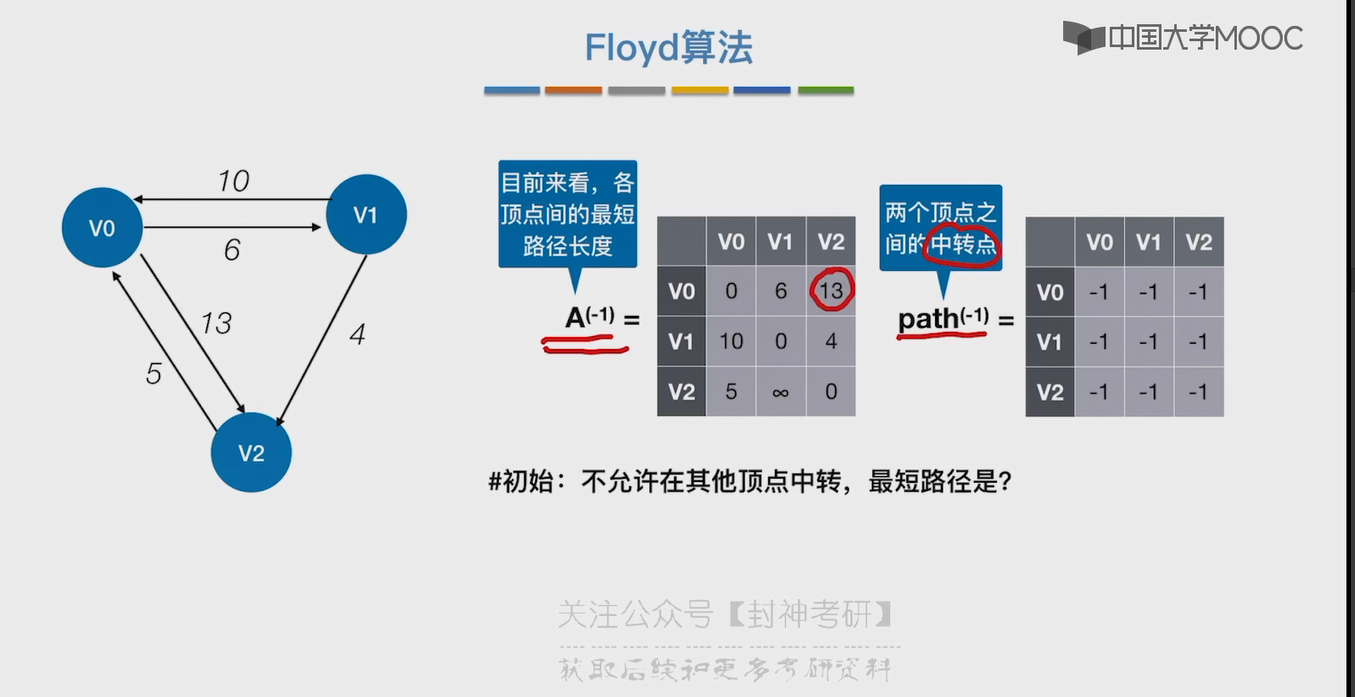 Floyd算法
中国大学MOOC
10
V0
V1
6
13
4
5
V2
目前来看，各
顶点间的最短
路径长度
A(-1) =
V0 V1 V2
V0 0 6 13
V1 10 0 4
V2 5 ∞ 0
两个顶点之
间的中转点
path(-1) =
V0 V1 V2
V0 -1 -1 -1
V1 -1 -1 -1
V2 -1 -1 -1
#初始：不允许在其他顶点中转，最短路径是?
关注公众号【封神考研】
获取后续和更多考研资料